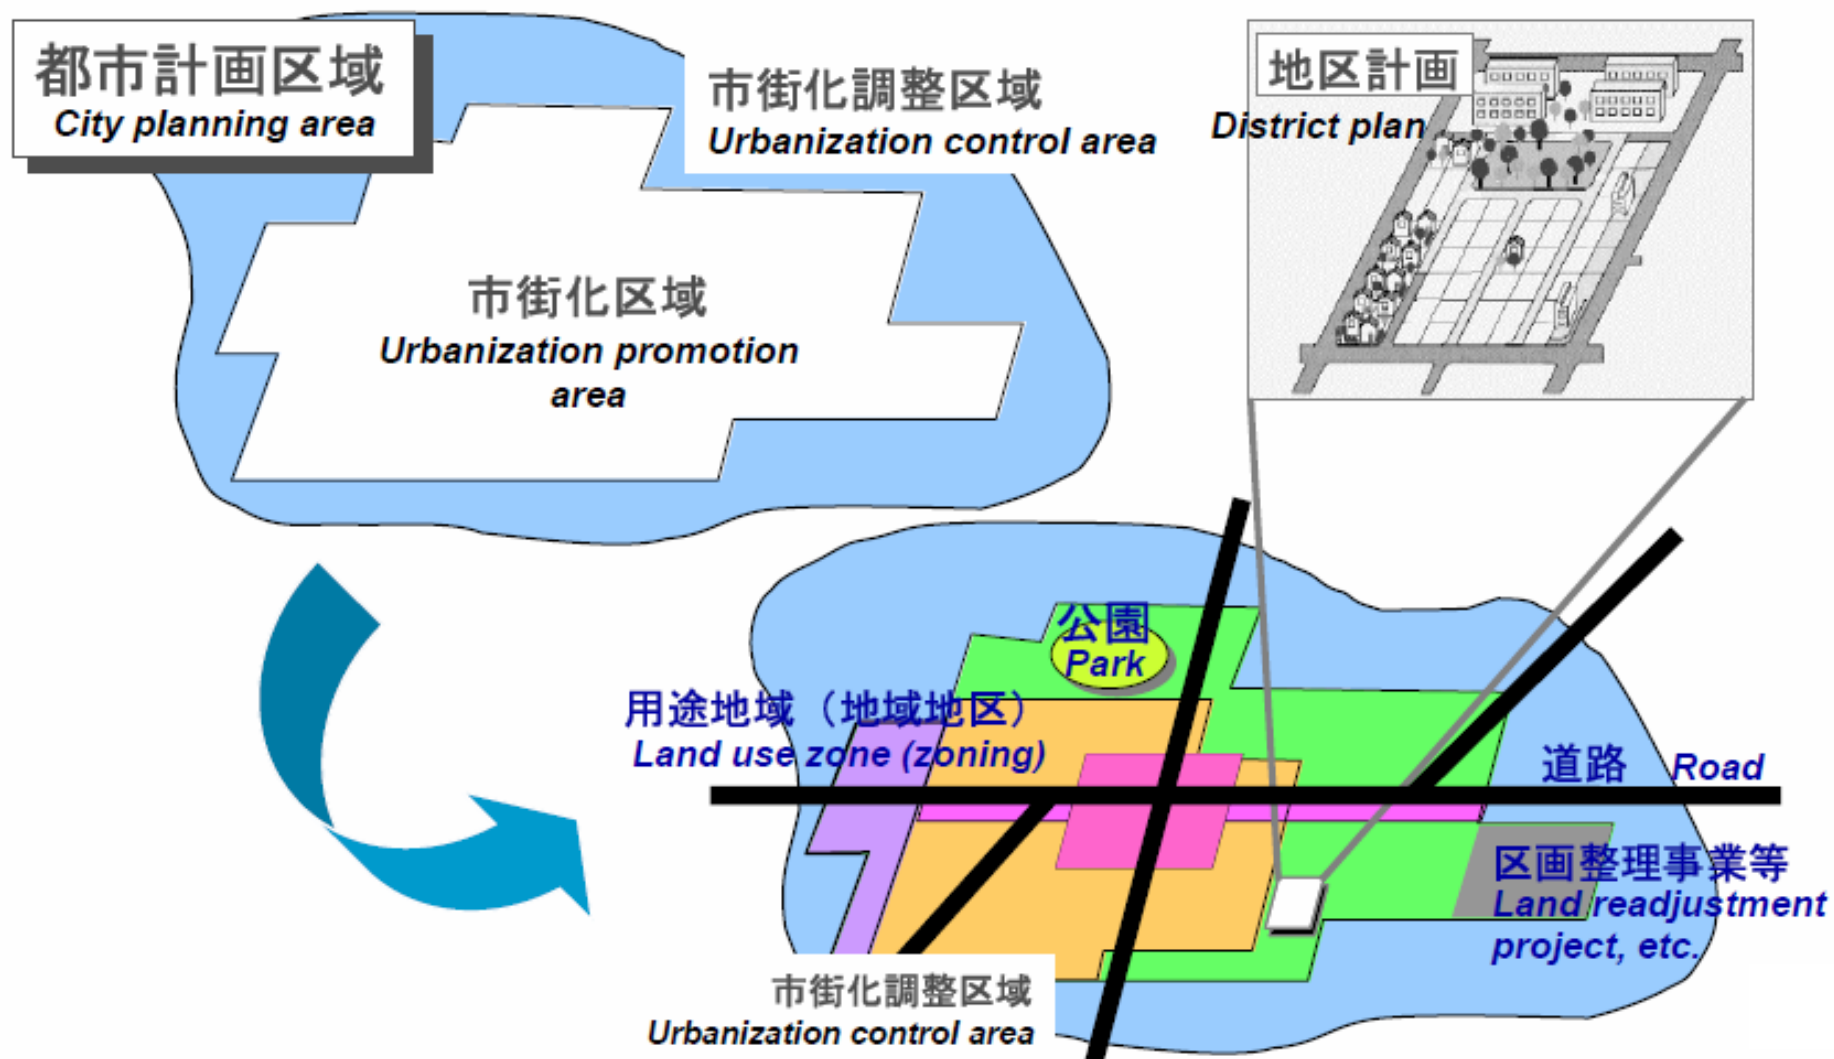 都市計画区域
City planning area
市街化調整区域
Urbanization control area
地区計画
District plan
市街化区域
Urbanization promotion
area
公園
Park
用途地域（地域地区）
Land use zone (zoning)
道路 Road
区画整理事業等
Land readjustment
project, etc.
市街化調整区域
Urbanization control area